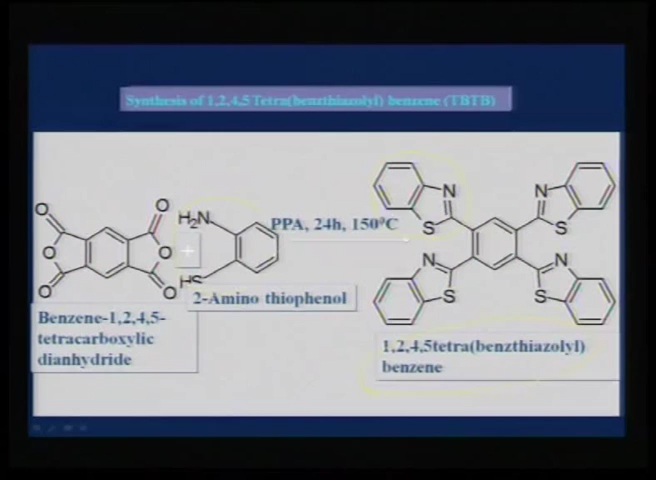 Synthesis of 1,2,4,5 Tetra(benzthiazolyl) benzene (TBTB)
O
O
O
O
O
O
+
H₂N
HS
PPA, 24h, 150⁰C
N
S
N
S
N
S
N
S
2-Amino thiophenol
Benzene-1,2,4,5-
tetracarboxylic
dianhydride
1,2,4,5tetra(benzthiazolyl)
benzene